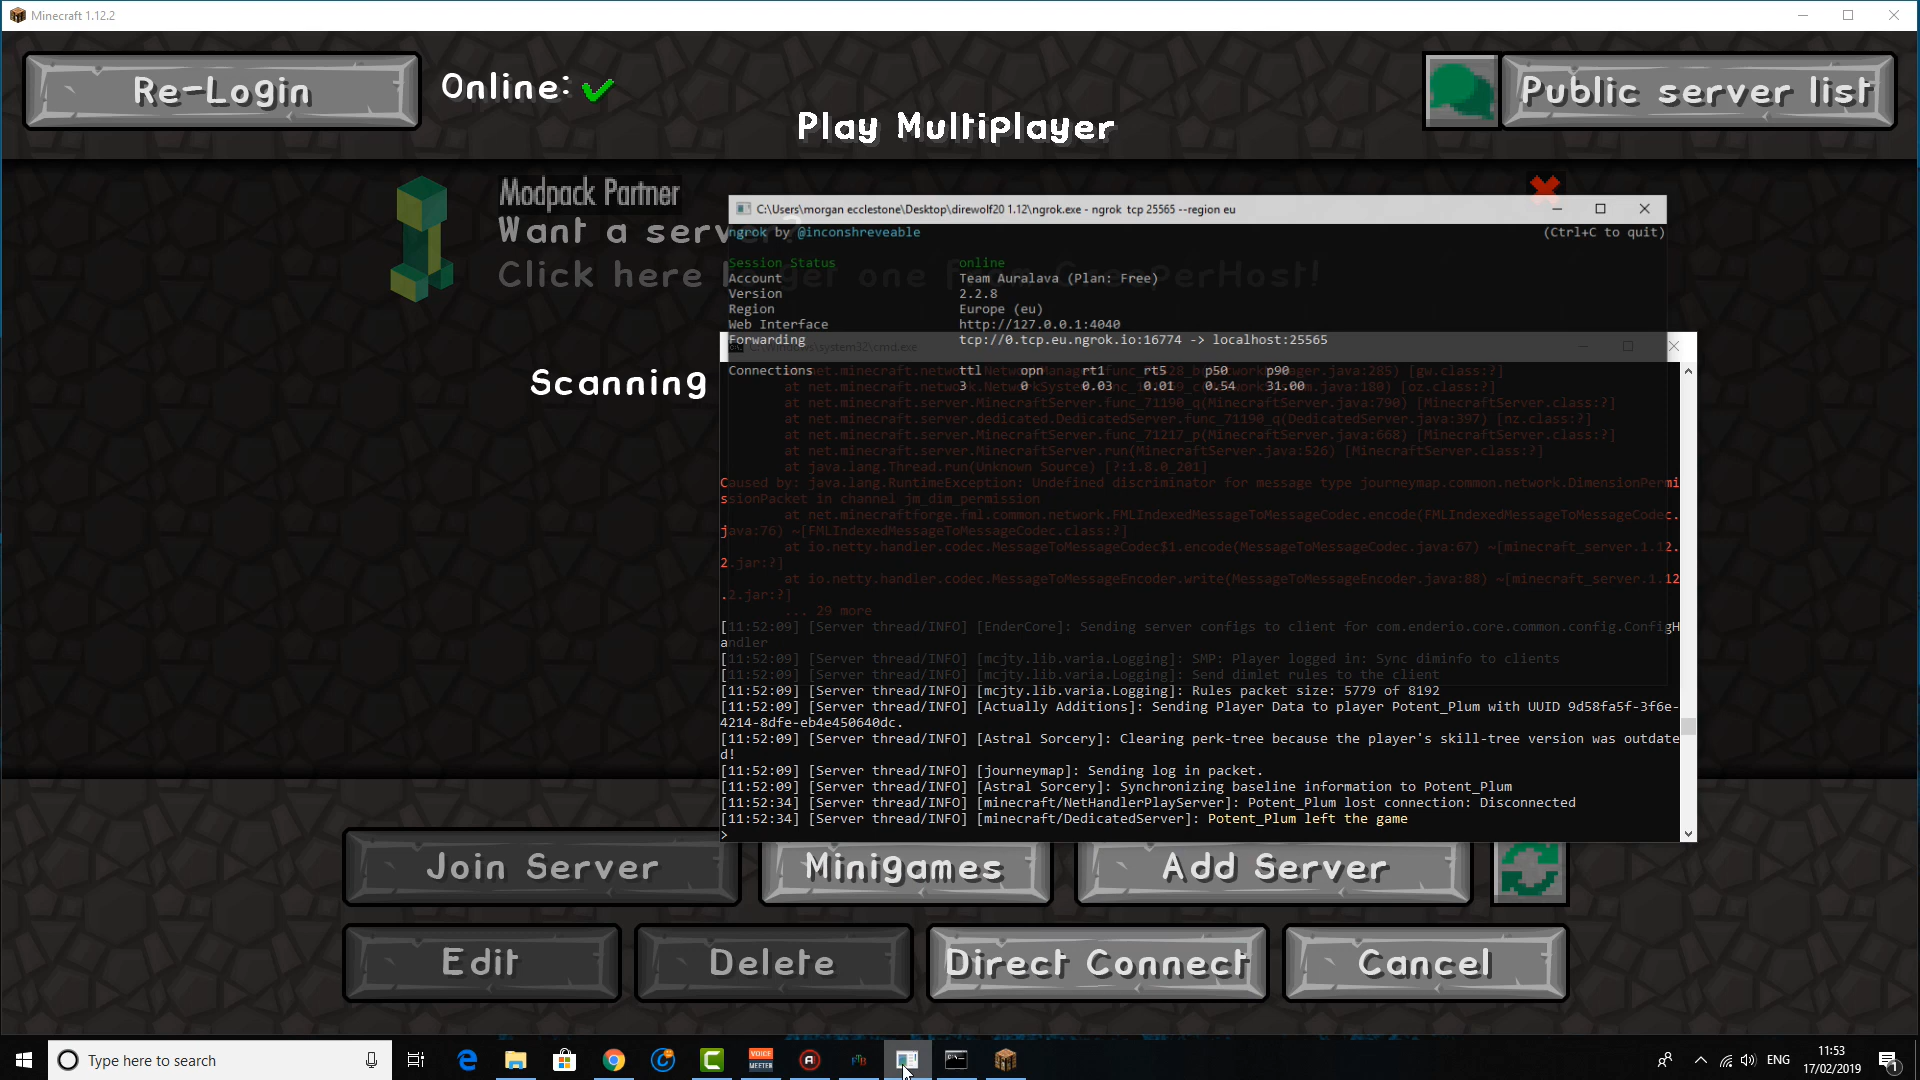 Minecraft 1.12.2
Re-Login
Online:
Play Multiplayer
Public server list
Modpack Partner
Want a server?
Click here
C:\Users\morgan ecclestone\Desktop\direwolf20 1.12\ngrok.exe - ngrok tcp 25565 --region eu
ngrok by @inconshreveable (Ctrl+C to quit)
Session Status online
Account Team Auralava (Plan: Free)
Version 2.2.8
Region Europe (eu)
Web Interface http://127.0.0.1:4040
Forwarding tcp://0.tcp.eu.ngrok.io:16774 -> localhost:25565
Connections ttl opn rt1 rt5 p50 p90
3 0 0.03 0.01 0.54 31.00
Scanning
at net.minecraft.server.MinecraftServer.func_71190_q(MinecraftServer.java:790) [MinecraftServer.class:?]
at net.minecraft.server.dedicated.DedicatedServer.func_71190_q(DedicatedServer.java:397) [nz.class:?]
at net.minecraft.server.MinecraftServer.func_71217_p(MinecraftServer.java:668) [MinecraftServer.class:?]
at net.minecraft.server.MinecraftServer.run(MinecraftServer.java:526) [MinecraftServer.class:?]
at java.lang.Thread.run(Unknown Source) [?:1.8.0_201]
Caused by: java.lang.RuntimeException: Undefined discriminator for message type journeymap.common.network.DimensionPermi
ssionPacket in channel jm_dim_permission
at net.minecraftforge.fml.common.network.FMLIndexedMessageToMessageCodec.encode(FMLIndexedMessageToMessageCodec.
java:76) ~[FMLIndexedMessageToMessageCodec.class:?]
at io.netty.handler.codec.MessageToMessageCodec$1.encode(MessageToMessageCodec.java:67) ~[minecraft_server.1.12.
2.jar:?]
at io.netty.handler.codec.MessageToMessageEncoder.write(MessageToMessageEncoder.java:88) ~[minecraft_server.1.12
.2.jar:?]
... 29 more
[11:52:09] [Server thread/INFO] [EnderCore]: Sending server configs to client for com.enderio.core.common.config.ConfigH
andler
[11:52:09] [Server thread/INFO] [mcjty.lib.varia.Logging]: SMP: Player logged in: Sync diminfo to clients
[11:52:09] [Server thread/INFO] [mcjty.lib.varia.Logging]: Send dimlet rules to the client
[11:52:09] [Server thread/INFO] [mcjty.lib.varia.Logging]: Rules packet size: 5779 of 8192
[11:52:09] [Server thread/INFO] [Actually Additions]: Sending Player Data to player Potent_Plum with UUID 9d58fa5f-3f6e-
4214-8dfe-eb4e450640dc.
[11:52:09] [Server thread/INFO] [Astral Sorcery]: Clearing perk-tree because the player's skill-tree version was outdate
d!
[11:52:09] [Server thread/INFO] [journeymap]: Sending log in packet.
[11:52:09] [Server thread/INFO] [Astral Sorcery]: Synchronizing baseline information to Potent_Plum
[11:52:34] [Server thread/INFO] [minecraft/NetHandlerPlayServer]: Potent_Plum lost connection: Disconnected
[11:52:34] [Server thread/INFO] [minecraft/DedicatedServer]: Potent_Plum left the game
>
Join Server
Minigames
Add Server
Edit
Delete
Direct Connect
Cancel
Type here to search
VOICE MEETER
ENG
11:53
17/02/2019
1